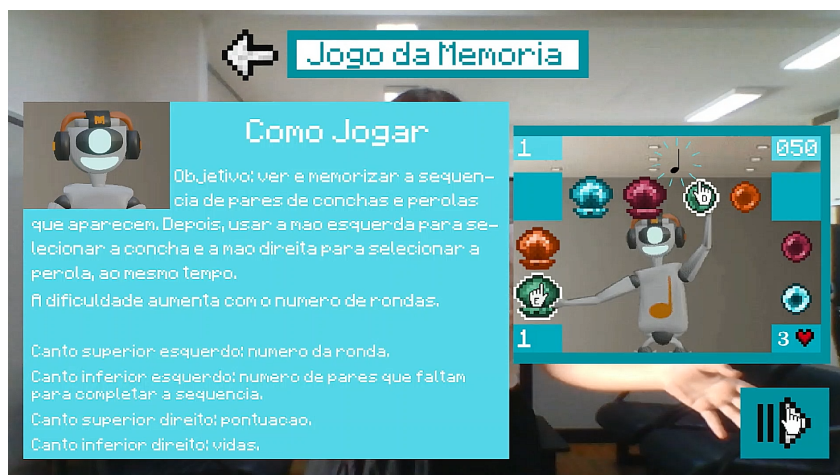 Jogo da Memoria
Como Jogar
Objetivo: ver e memorizar a sequen-
cia de pares de conchas e perolas
que aparecem. Depois, usar a mao esquerda para se-
lecionar a concha e a mao direita para selecionar a
perola, ao mesmo tempo.
A dificuldade aumenta com o numero de rondas.
Canto superior esquerdo: numero da ronda.
Canto inferior esquerdo: numero de pares que faltam
para completar a sequencia.
Canto superior direito: pontuacao.
Canto inferior direito: vidas.
1
050
D
E
1
3